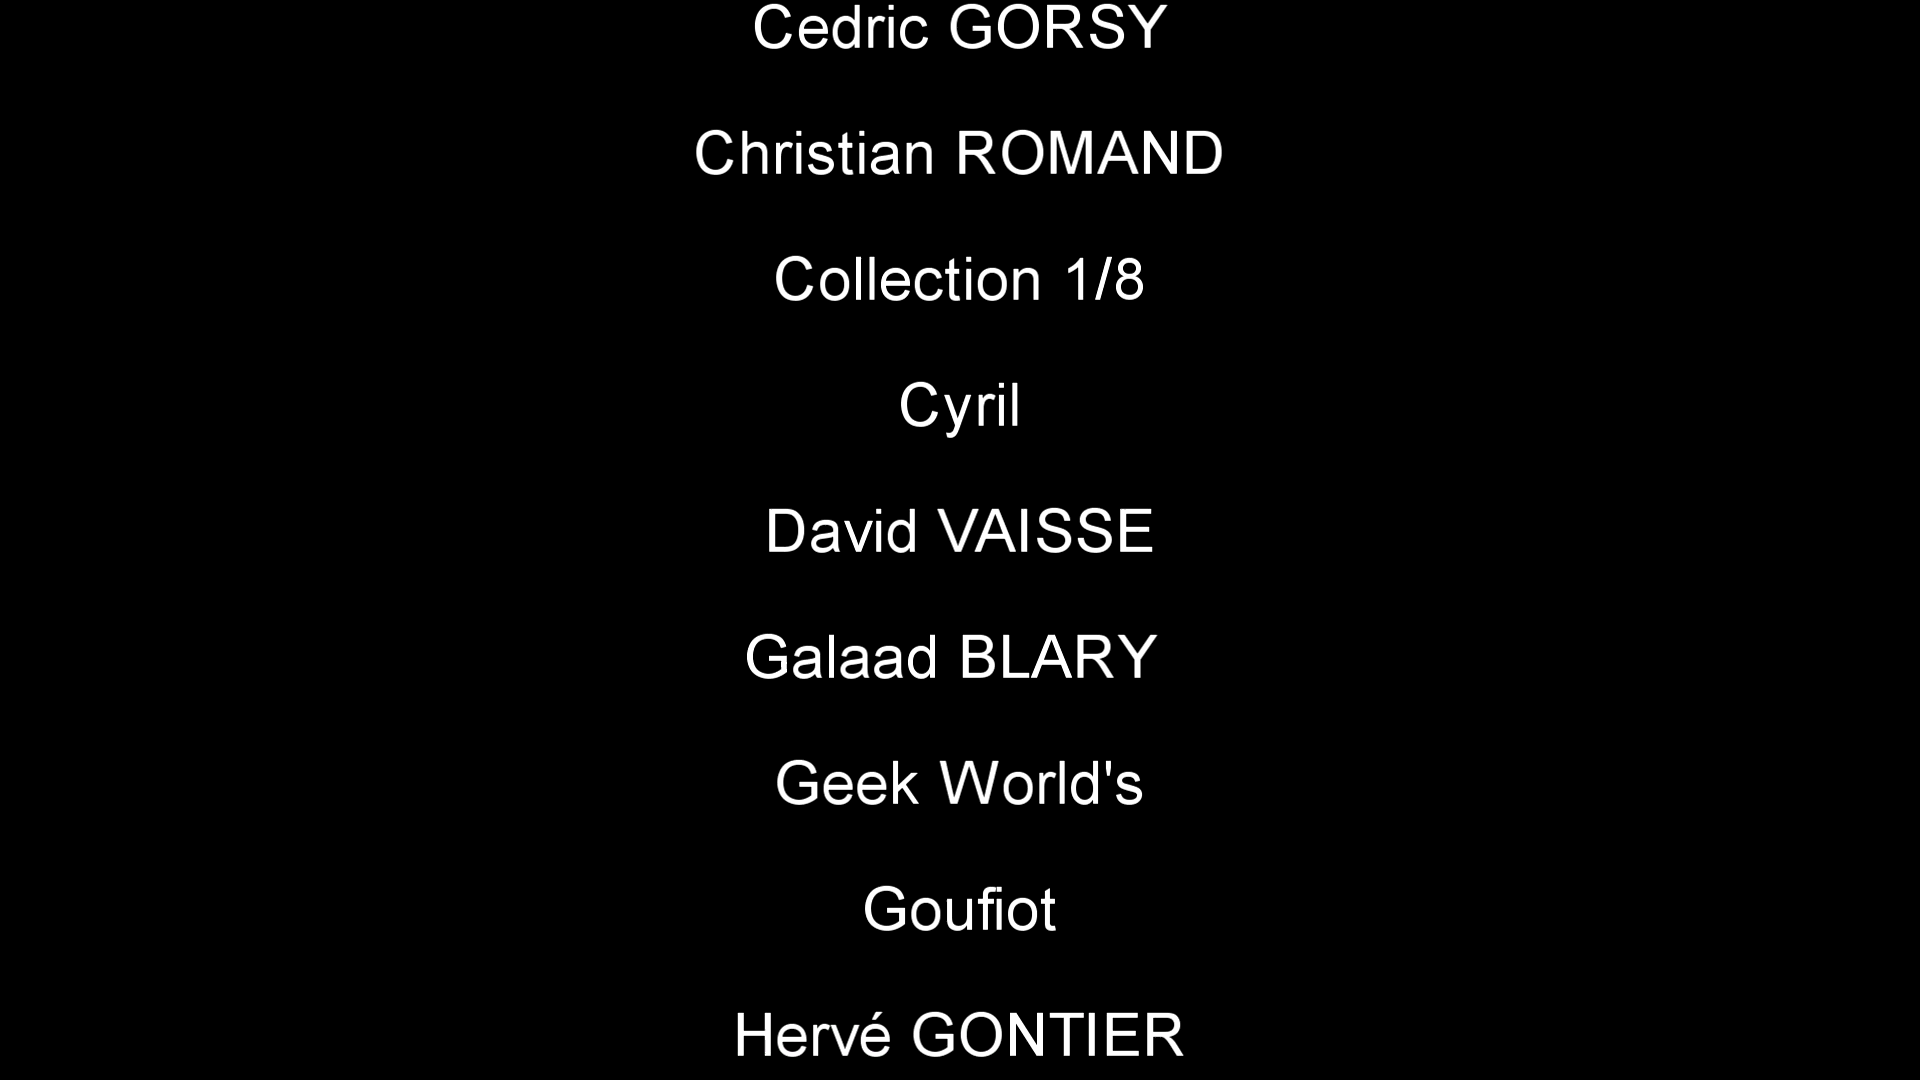 Cedric GORSY
Christian ROMAND
Collection 1/8
Cyril
David VAISSE
Galaad BLARY
Geek World's
Goufiot
Hervé GONTIER